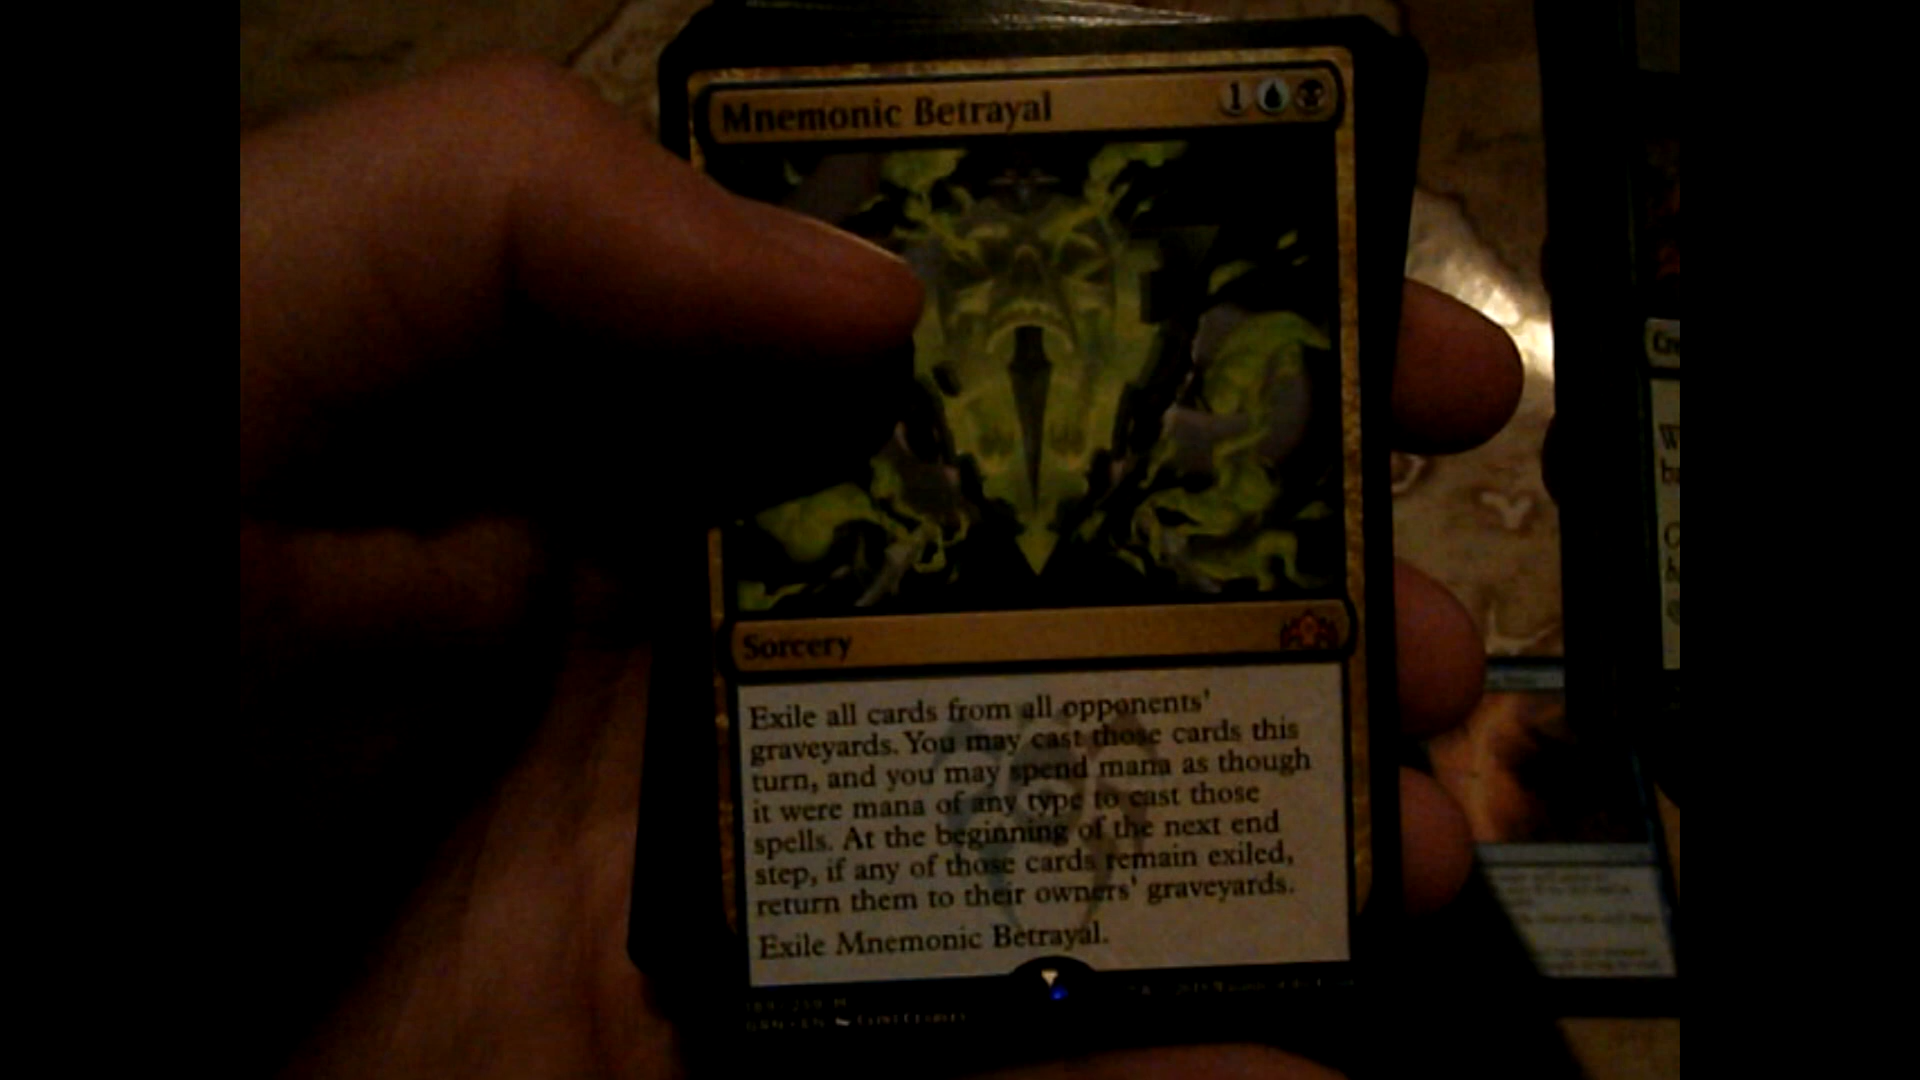 Mnemonic Betrayal 1
Sorcery
Exile all cards from all opponents'
graveyards. You may cast those cards this
turn, and you may spend mana as though
it were mana of any type to cast those
spells. At the beginning of the next end
step, if any of those cards remain exiled,
return them to their owners' graveyards.
Exile Mnemonic Betrayal.